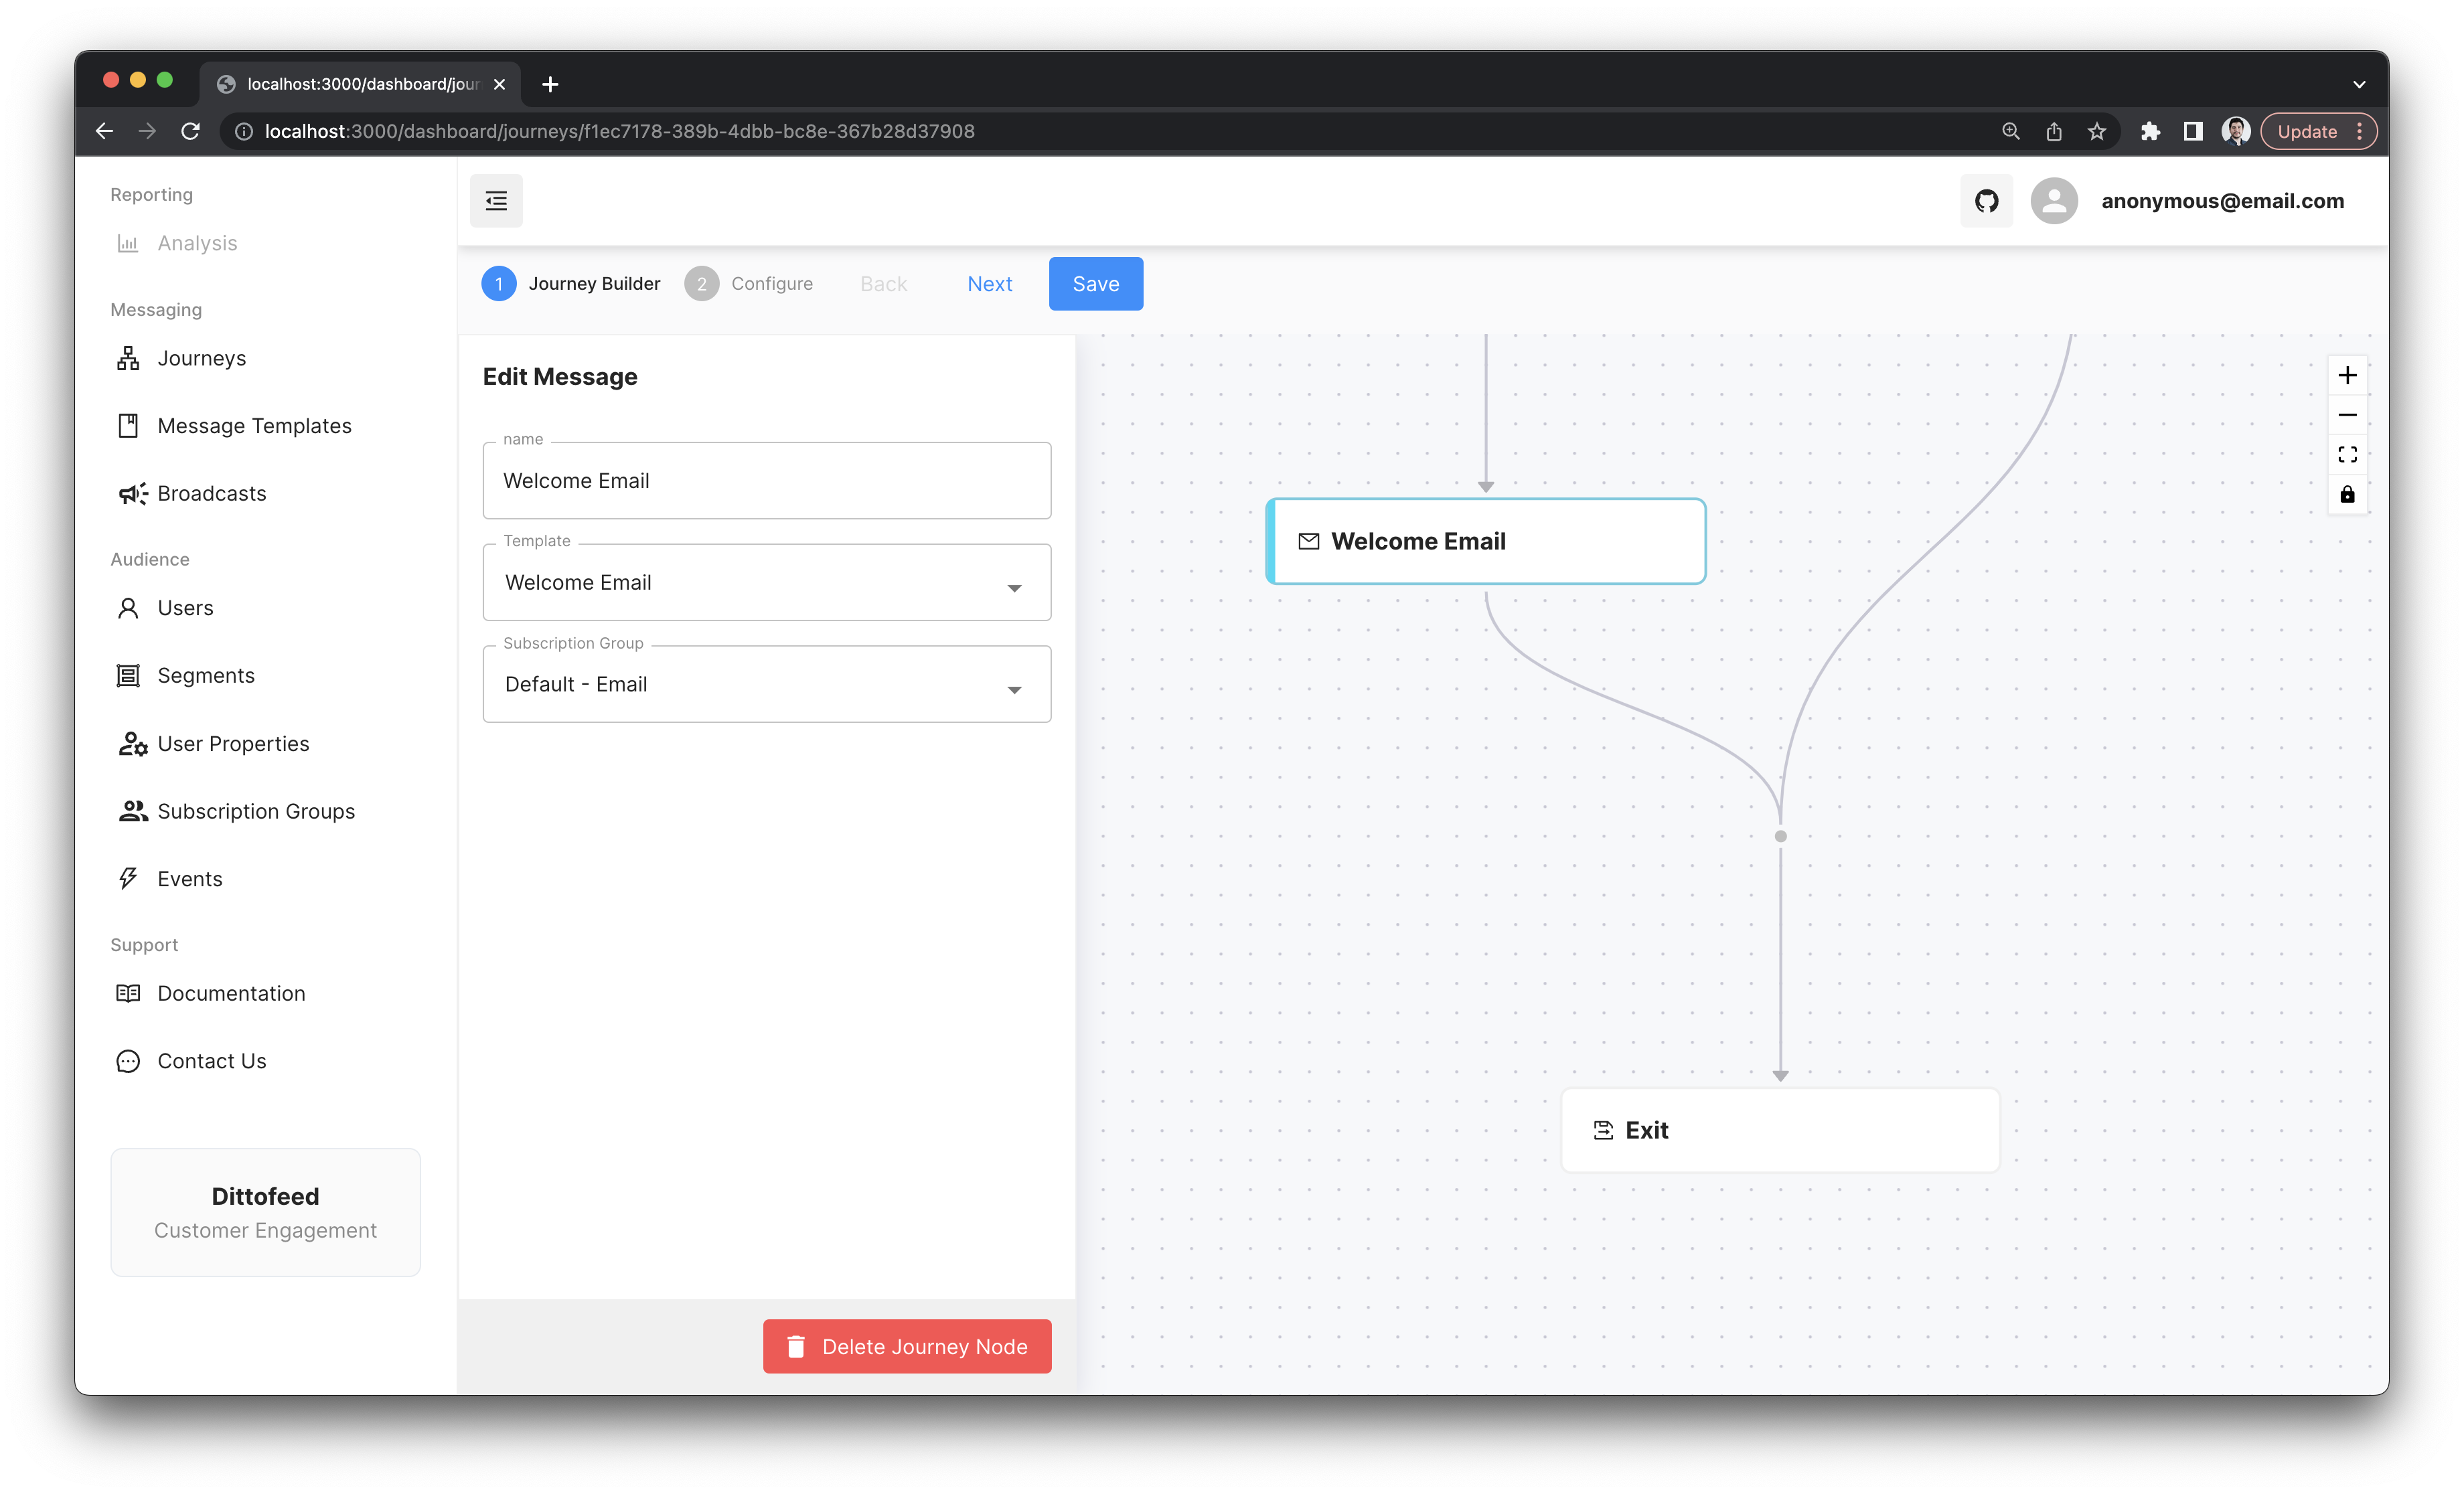 localhost:3000/dashboard/jour
localhost:3000/dashboard/journeys/f1ec7178-389b-4dbb-bc8e-367b28d37908
Update
Reporting
Analysis
Messaging
Journeys
Message Templates
Broadcasts
Audience
Users
Segments
User Properties
Subscription Groups
Events
Support
Documentation
Contact Us
Dittofeed
Customer Engagement
anonymous@email.com
1 Journey Builder 2 Configure Back Next Save
Edit Message
name
Welcome Email
Template
Welcome Email
Subscription Group
Default - Email
Delete Journey Node
Welcome Email
Exit